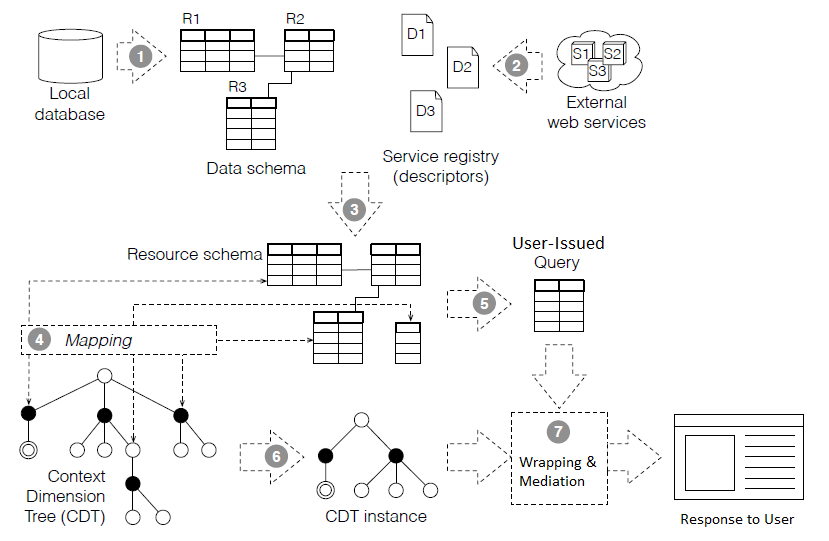 R1
R2
D1
1
D2
2
S1
S2
S3
R3
D3
Local
database
External
web services
Data schema
Service registry
(descriptors)
3
Resource schema
User-Issued
Query
5
4
Mapping
6
7
Wrapping &
Mediation
Context
Dimension
Tree (CDT)
CDT instance
Response to User